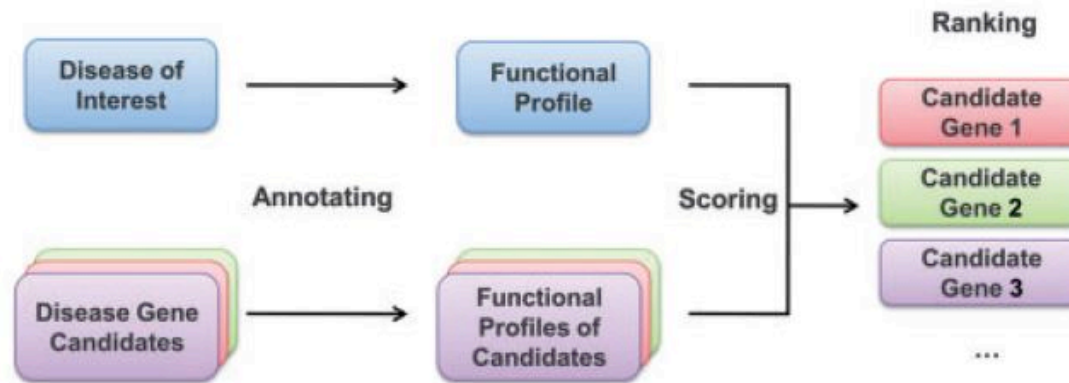 Ranking
Disease of
Interest
Functional
Profile
Candidate
Gene 1
Annotating
Scoring
Candidate
Gene 2
Disease Gene
Candidates
Functional
Profiles of
Candidates
Candidate
Gene 3
...